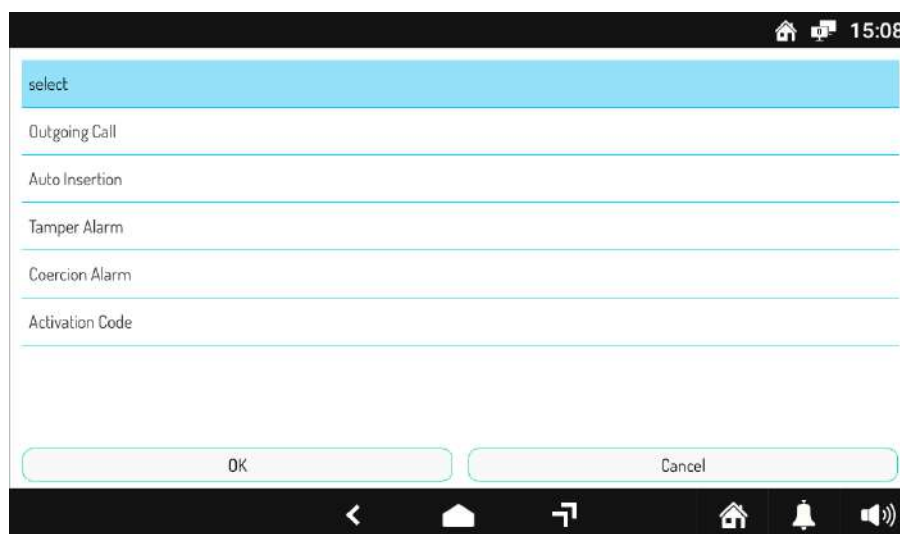 15:08
select
Outgoing Call
Auto Insertion
Tamper Alarm
Coercion Alarm
Activation Code
OK Cancel